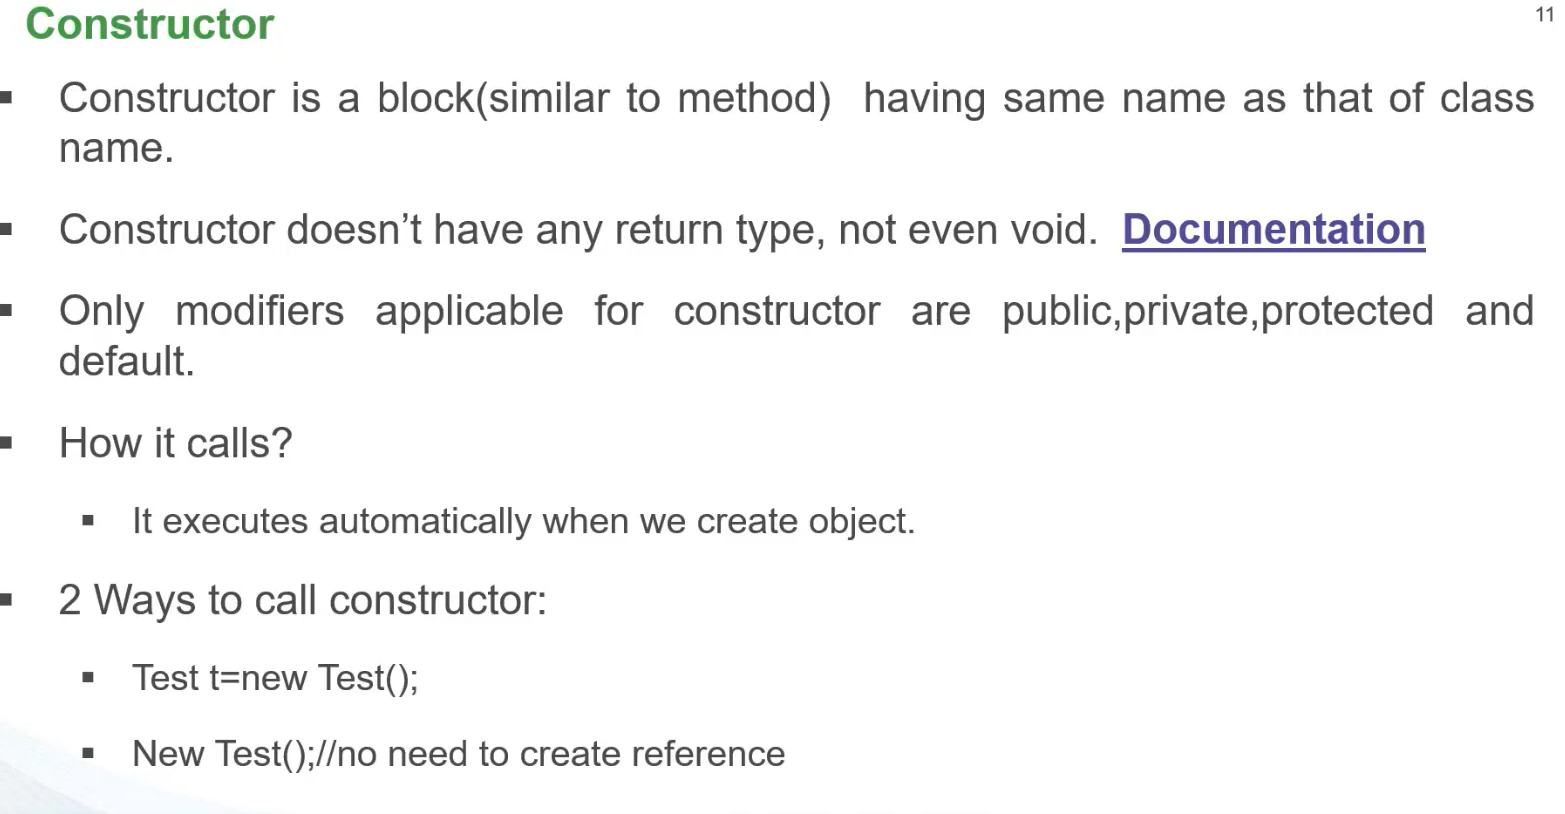 Constructor
11
▪ Constructor is a block(similar to method) having same name as that of class
name.
▪ Constructor doesn’t have any return type, not even void. Documentation
▪ Only modifiers applicable for constructor are public,private,protected and
default.
▪ How it calls?
▪ It executes automatically when we create object.
▪ 2 Ways to call constructor:
▪ Test t=new Test();
▪ New Test();//no need to create reference